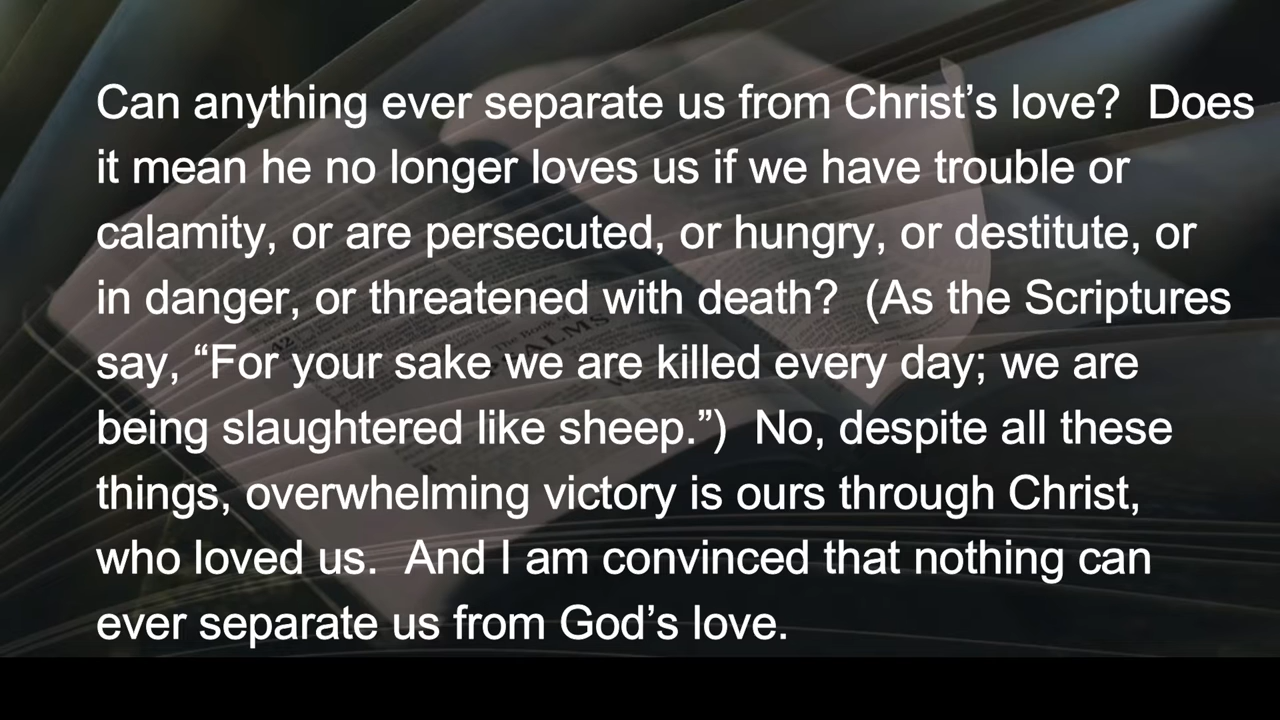 Can anything ever separate us from Christ’s love?  Does
it mean he no longer loves us if we have trouble or
calamity, or are persecuted, or hungry, or destitute, or
in danger, or threatened with death?  (As the Scriptures
say, “For your sake we are killed every day; we are
being slaughtered like sheep.”)  No, despite all these
things, overwhelming victory is ours through Christ,
who loved us.  And I am convinced that nothing can
ever separate us from God’s love.
The Book of
PSALMS